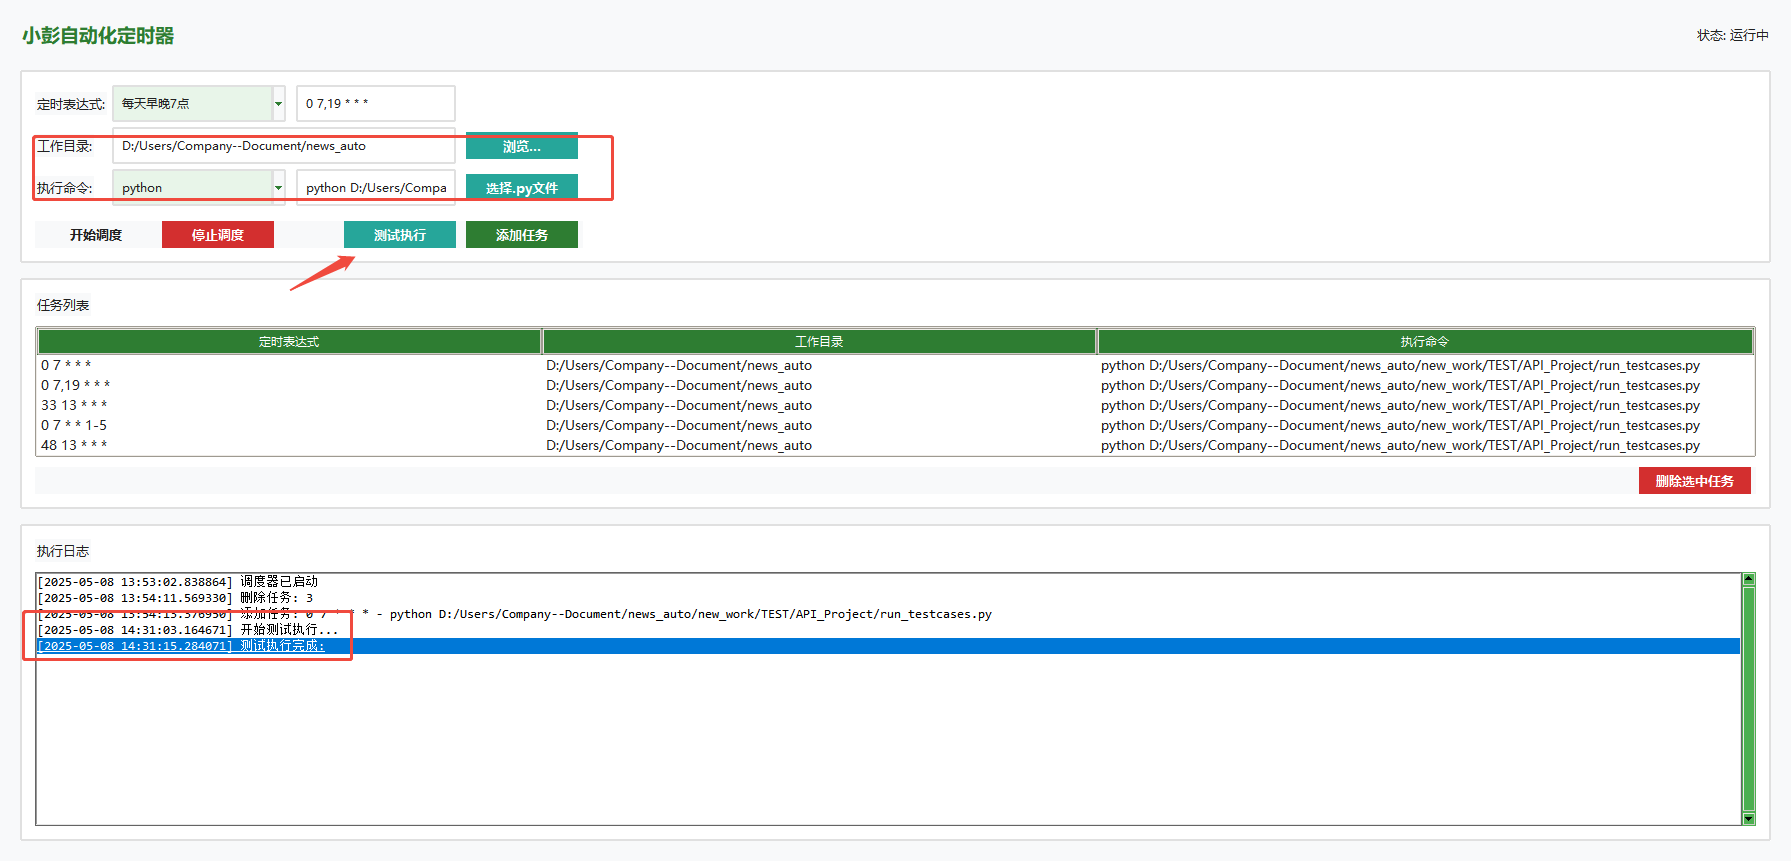 小彭自动化定时器
状态: 运行中
定时表达式: 每天早晚7点 0 7,19 * * *
工作目录: D:/Users/Company--Document/news_auto 浏览...
执行命令: python python D:/Users/Compa 选择.py文件
开始调度 停止调度 测试执行 添加任务
任务列表
定时表达式 工作目录 执行命令
0 7 * * * D:/Users/Company--Document/news_auto python D:/Users/Company--Document/news_auto/new_work/TEST/API_Project/run_testcases.py
0 7,19 * * * D:/Users/Company--Document/news_auto python D:/Users/Company--Document/news_auto/new_work/TEST/API_Project/run_testcases.py
33 13 * * * D:/Users/Company--Document/news_auto python D:/Users/Company--Document/news_auto/new_work/TEST/API_Project/run_testcases.py
0 7 * * 1-5 D:/Users/Company--Document/news_auto python D:/Users/Company--Document/news_auto/new_work/TEST/API_Project/run_testcases.py
48 13 * * * D:/Users/Company--Document/news_auto python D:/Users/Company--Document/news_auto/new_work/TEST/API_Project/run_testcases.py
删除选中任务
执行日志
[2025-05-08 13:53:02.838864] 调度器已启动
[2025-05-08 13:54:11.569330] 删除任务: 3
[2025-05-08 13:54:15.376950] 添加任务: 0 7 * * * - python D:/Users/Company--Document/news_auto/new_work/TEST/API_Project/run_testcases.py
[2025-05-08 14:31:03.164671] 开始测试执行...
[2025-05-08 14:31:15.284071] 测试执行完成: